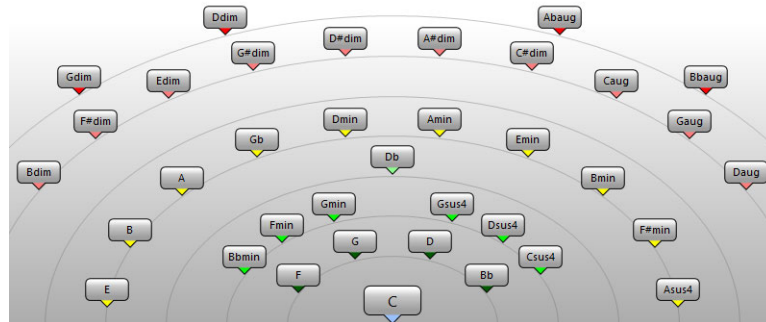 Ddim
Abaug
D#dim
A#dim
G#dim
C#dim
Gdim
Edim
Caug
Bbaug
F#dim
Gaug
Dmin
Amin
Gb
Emin
Db
Bdim
A
Bmin
Daug
Gmin
Gsus4
Fmin
Dsus4
B
F#min
G
D
Bbmin
Csus4
F
Bb
E
Asus4
C